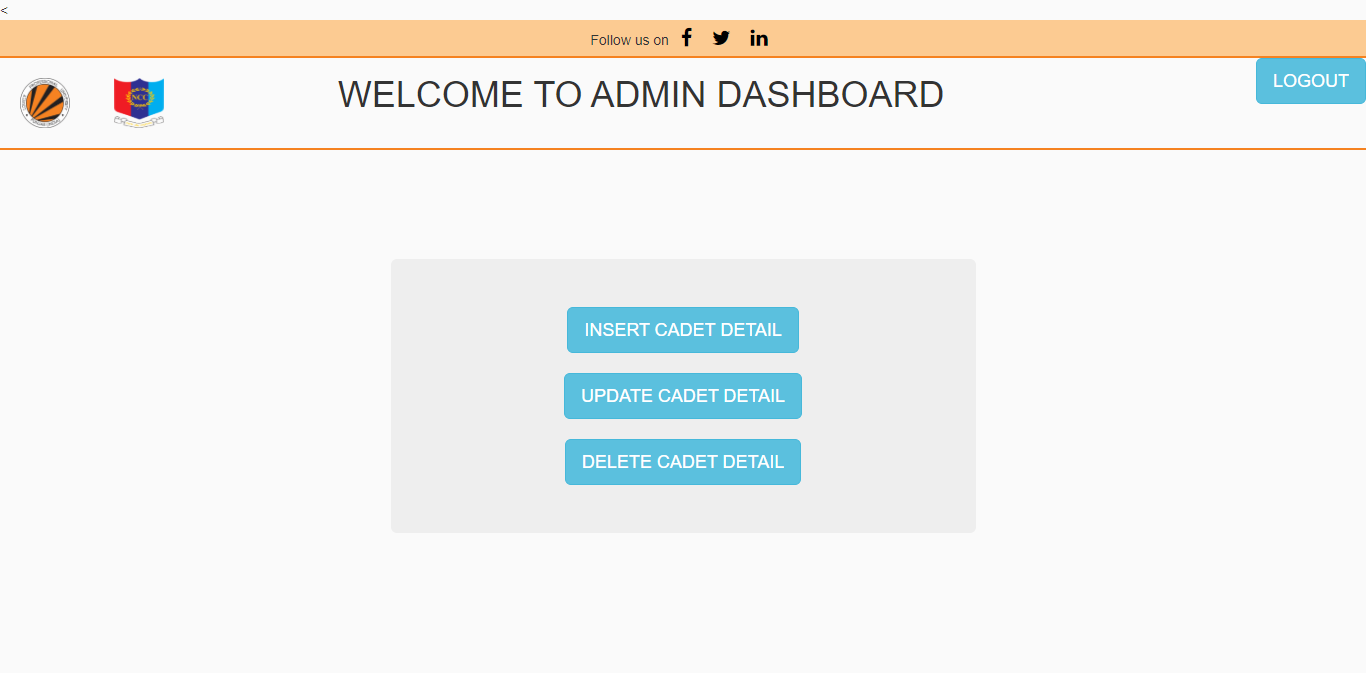 <
Follow us on
WELCOME TO ADMIN DASHBOARD
LOGOUT
NCC
INSERT CADET DETAIL
UPDATE CADET DETAIL
DELETE CADET DETAIL